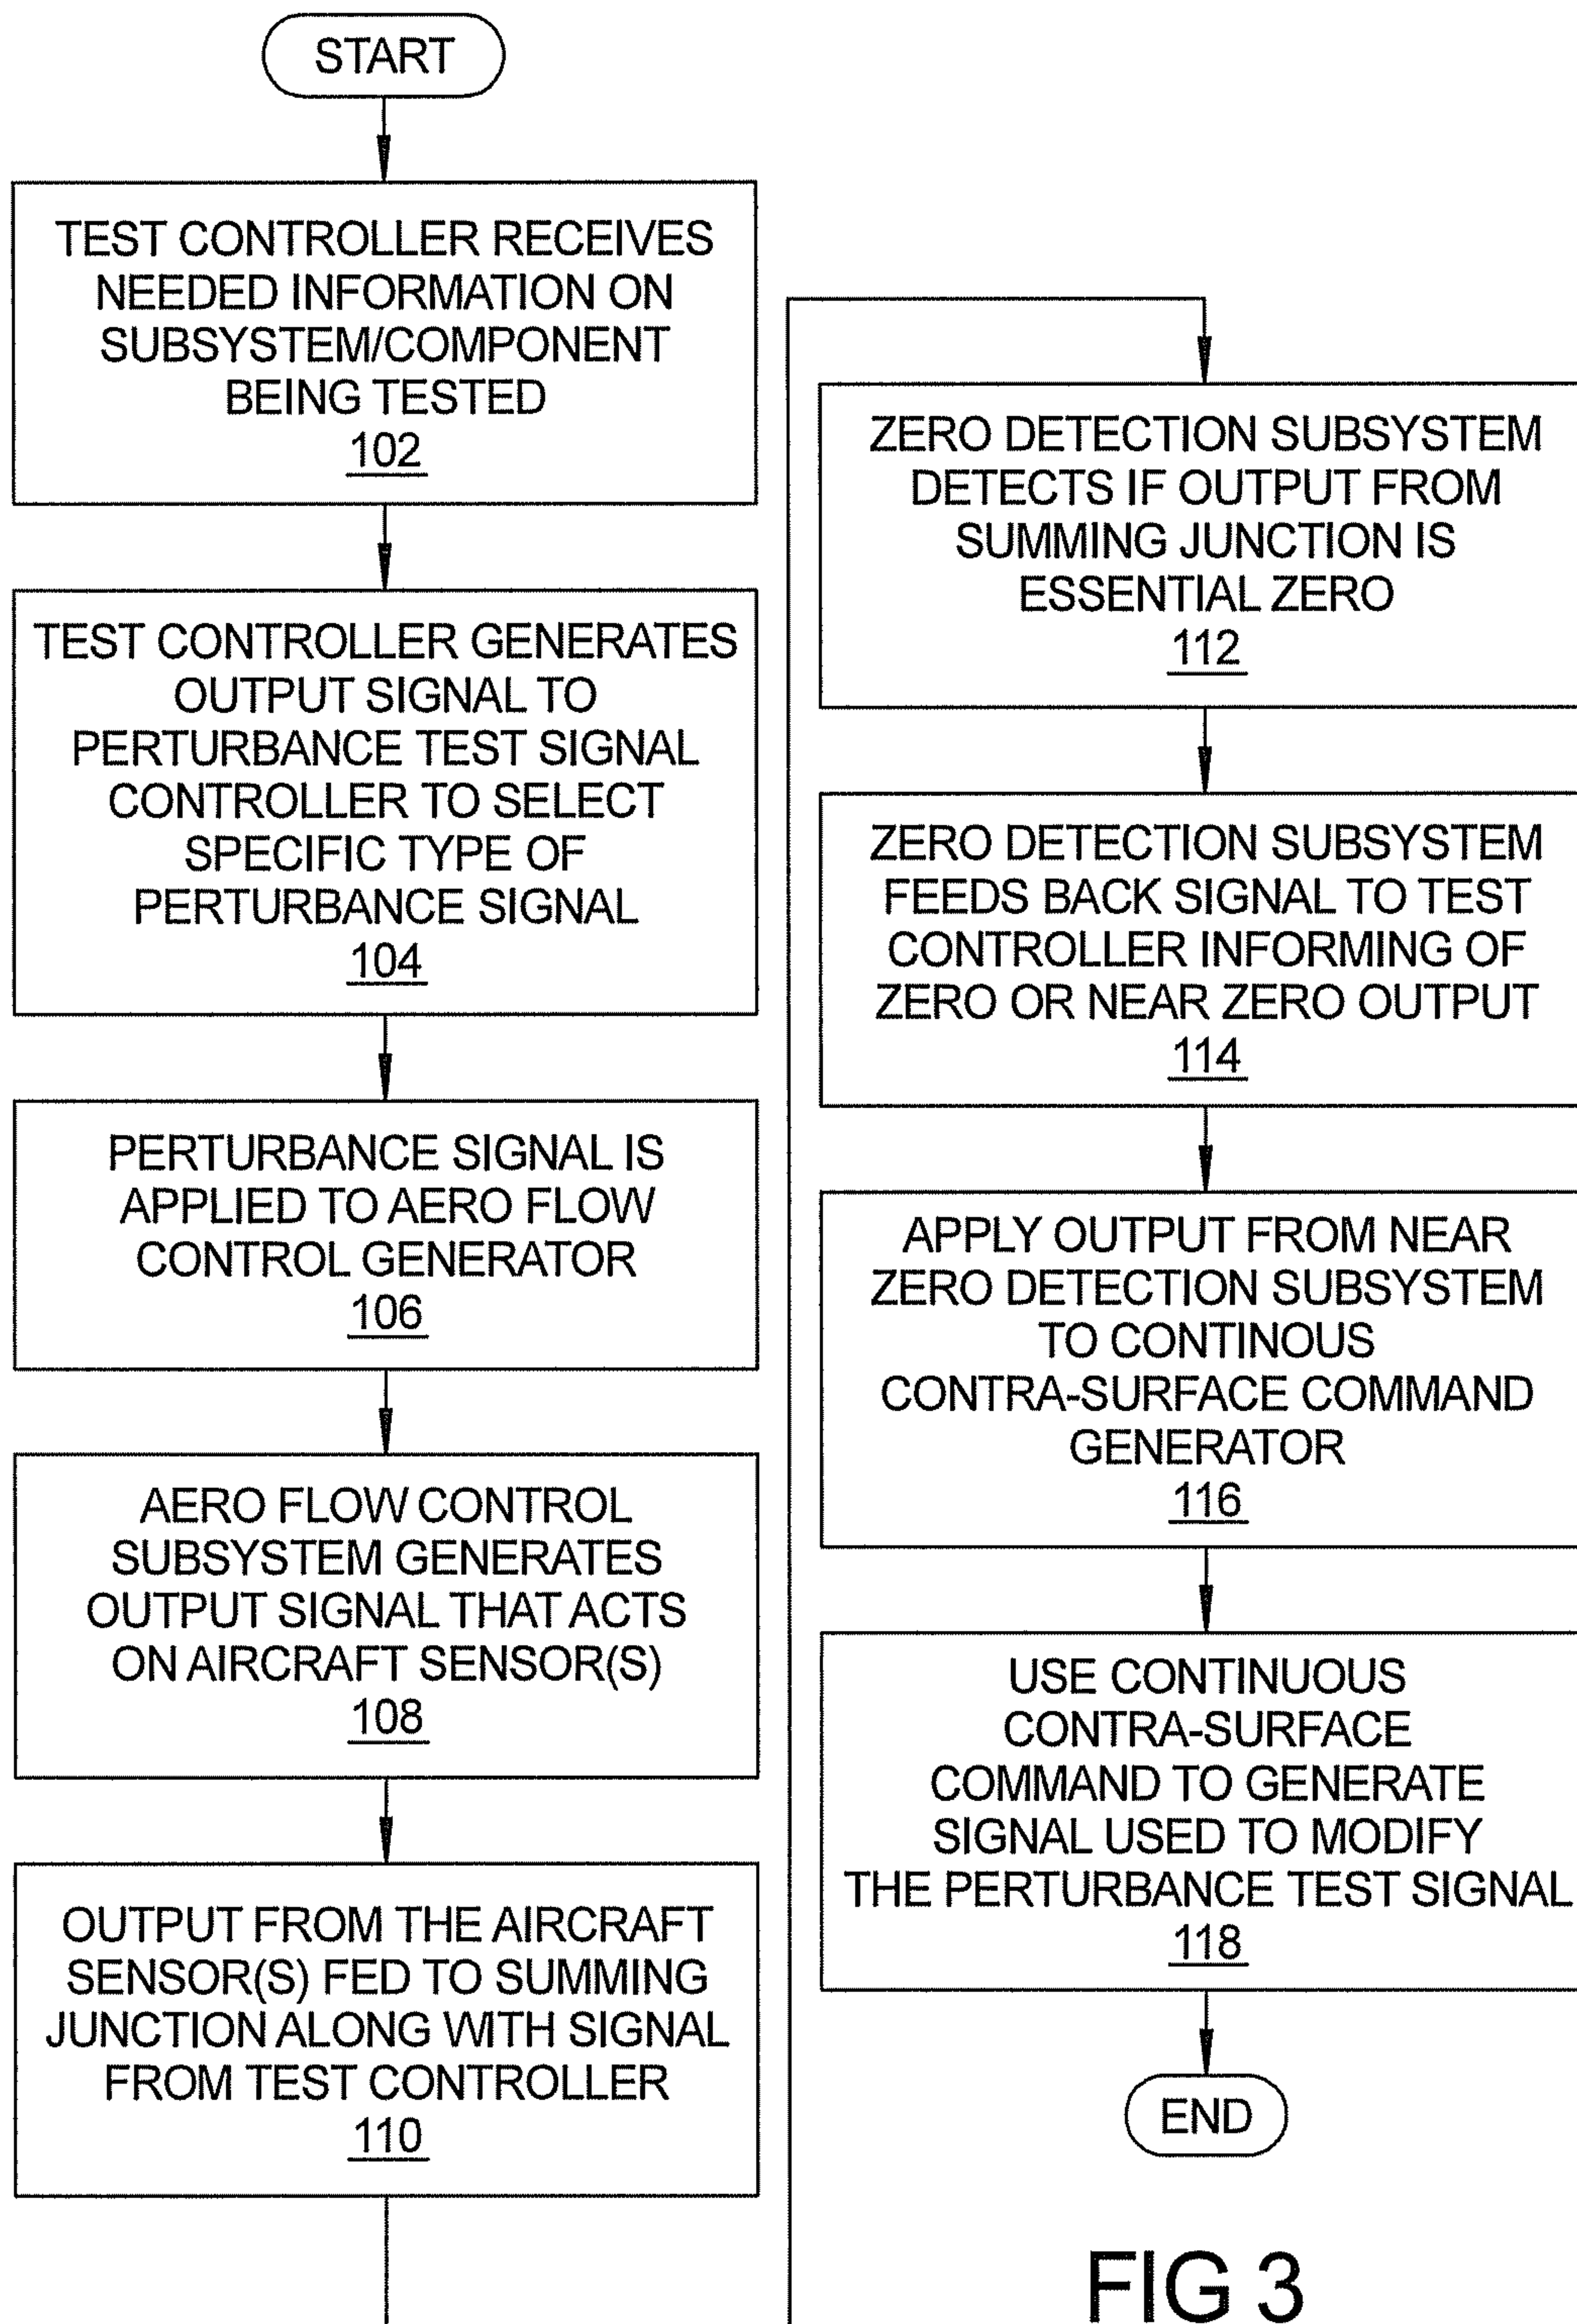 START
TEST CONTROLLER RECEIVES
NEEDED INFORMATION ON
SUBSYSTEM/COMPONENT
BEING TESTED
102
TEST CONTROLLER GENERATES
OUTPUT SIGNAL TO
PERTURBANCE TEST SIGNAL
CONTROLLER TO SELECT
SPECIFIC TYPE OF
PERTURBANCE SIGNAL
104
PERTURBANCE SIGNAL IS
APPLIED TO AERO FLOW
CONTROL GENERATOR
106
AERO FLOW CONTROL
SUBSYSTEM GENERATES
OUTPUT SIGNAL THAT ACTS
ON AIRCRAFT SENSOR(S)
108
OUTPUT FROM THE AIRCRAFT
SENSOR(S) FED TO SUMMING
JUNCTION ALONG WITH SIGNAL
FROM TEST CONTROLLER
110
ZERO DETECTION SUBSYSTEM
DETECTS IF OUTPUT FROM
SUMMING JUNCTION IS
ESSENTIAL ZERO
112
ZERO DETECTION SUBSYSTEM
FEEDS BACK SIGNAL TO TEST
CONTROLLER INFORMING OF
ZERO OR NEAR ZERO OUTPUT
114
APPLY OUTPUT FROM NEAR
ZERO DETECTION SUBSYSTEM
TO CONTINOUS
CONTRA-SURFACE COMMAND
GENERATOR
116
USE CONTINUOUS
CONTRA-SURFACE
COMMAND TO GENERATE
SIGNAL USED TO MODIFY
THE PERTURBANCE TEST SIGNAL
118
END
FIG 3